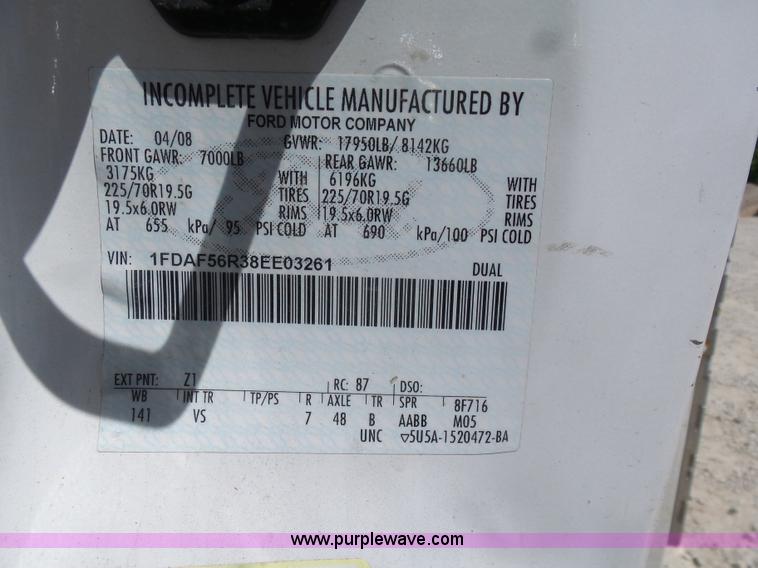 INCOMPLETE VEHICLE MANUFACTURED BY
FORD MOTOR COMPANY
DATE: 04/08 GVWR: 17950LB/ 8142KG
FRONT GAWR: 7000LB REAR GAWR: 13660LB
3175KG WITH 6196KG WITH
225/70R19.5G TIRES 225/70R19.5G TIRES
19.5x6.0RW RIMS 19.5x6.0RW RIMS
AT 655 kPa/ 95 PSI COLD AT 690 kPa/100 PSI COLD
VIN: 1FDAF56R38EE03261 DUAL
EXT PNT: Z1 RC: 87 DSO:
WB INT TR TP/PS R AXLE TR SPR 8F716
141 VS 7 48 B AABB M05
UNC ▽5U5A-1520472-BA
www.purplewave.com